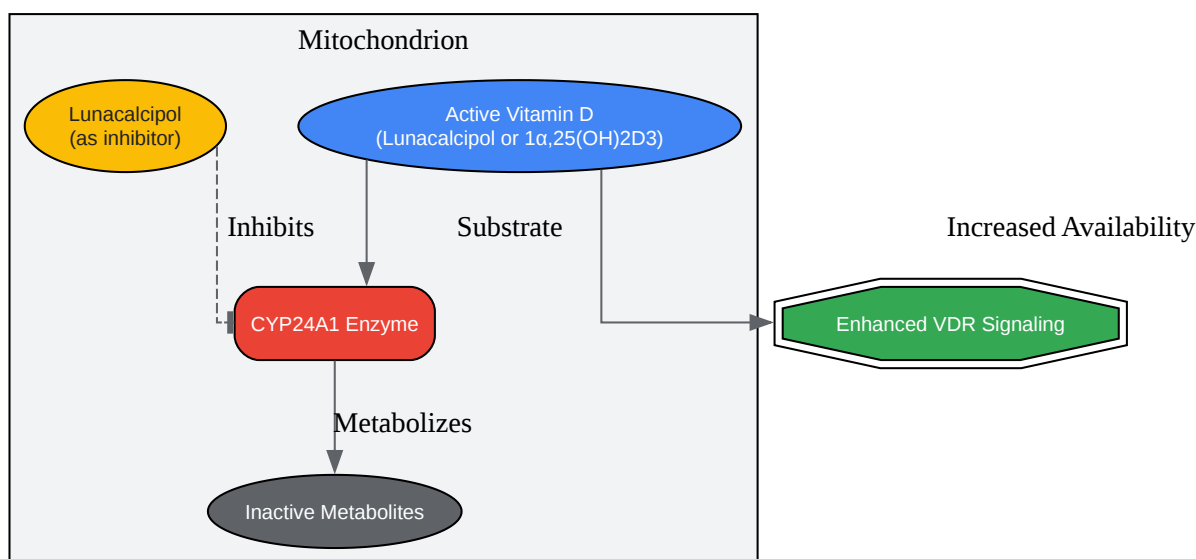 Mitochondrion
Lunacalcipol
(as inhibitor)
Active Vitamin D
(Lunacalcipol or 1α,25(OH)2D3)
Inhibits
Substrate
Increased Availability
CYP24A1 Enzyme
Enhanced VDR Signaling
Metabolizes
Inactive Metabolites